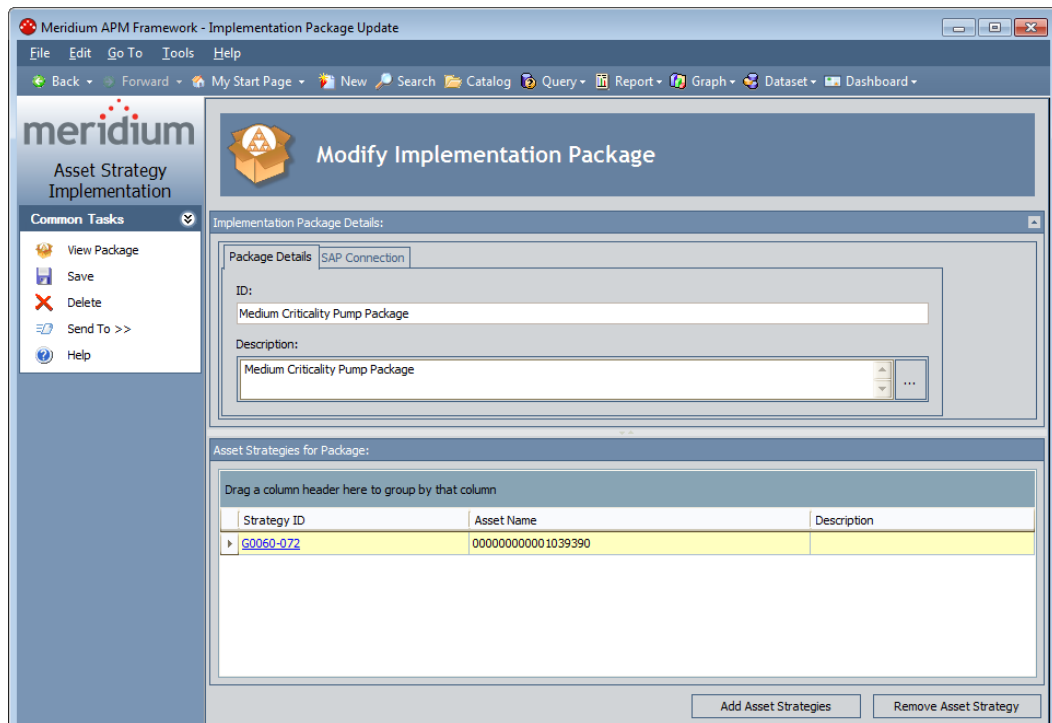 Meridium APM Framework - Implementation Package Update
File Edit Go To Tools Help
Back Forward My Start Page New Search Catalog Query Report Graph Dataset Dashboard
meridium
Asset Strategy
Implementation
Common Tasks
View Package
Save
Delete
Send To >>
Help
Modify Implementation Package
Implementation Package Details:
Package Details SAP Connection
ID:
Medium Criticality Pump Package
Description:
Medium Criticality Pump Package
...
Asset Strategies for Package:
Drag a column header here to group by that column
Strategy ID Asset Name Description
G0060-072 000000000001039390
Add Asset Strategies Remove Asset Strategy